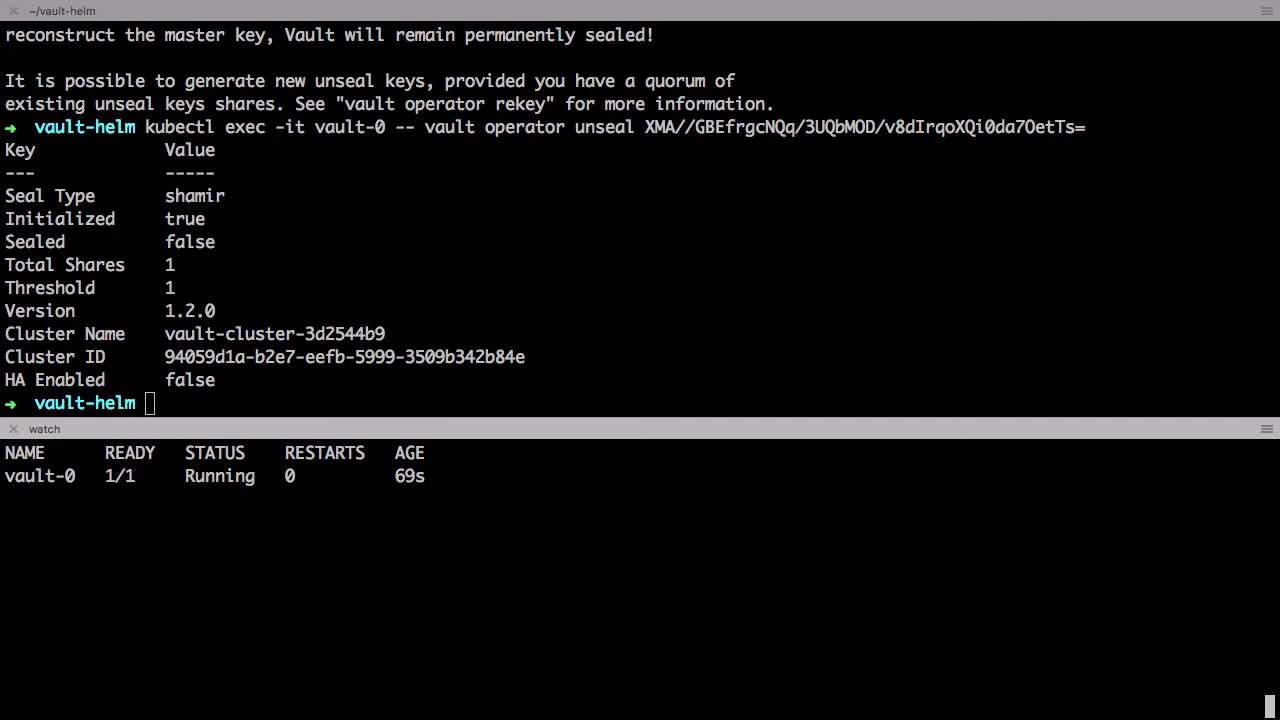 ~/vault-helm
reconstruct the master key, Vault will remain permanently sealed!
It is possible to generate new unseal keys, provided you have a quorum of
existing unseal keys shares. See "vault operator rekey" for more information.
➜ vault-helm kubectl exec -it vault-0 -- vault operator unseal XMA//GBEfrgcNQq/3UQbMOD/v8dIrqoXQi0da7OetTs=
Key Value
--- -----
Seal Type shamir
Initialized true
Sealed false
Total Shares 1
Threshold 1
Version 1.2.0
Cluster Name vault-cluster-3d2544b9
Cluster ID 94059d1a-b2e7-eefb-5999-3509b342b84e
HA Enabled false
➜ vault-helm
watch
NAME READY STATUS RESTARTS AGE
vault-0 1/1 Running 0 69s